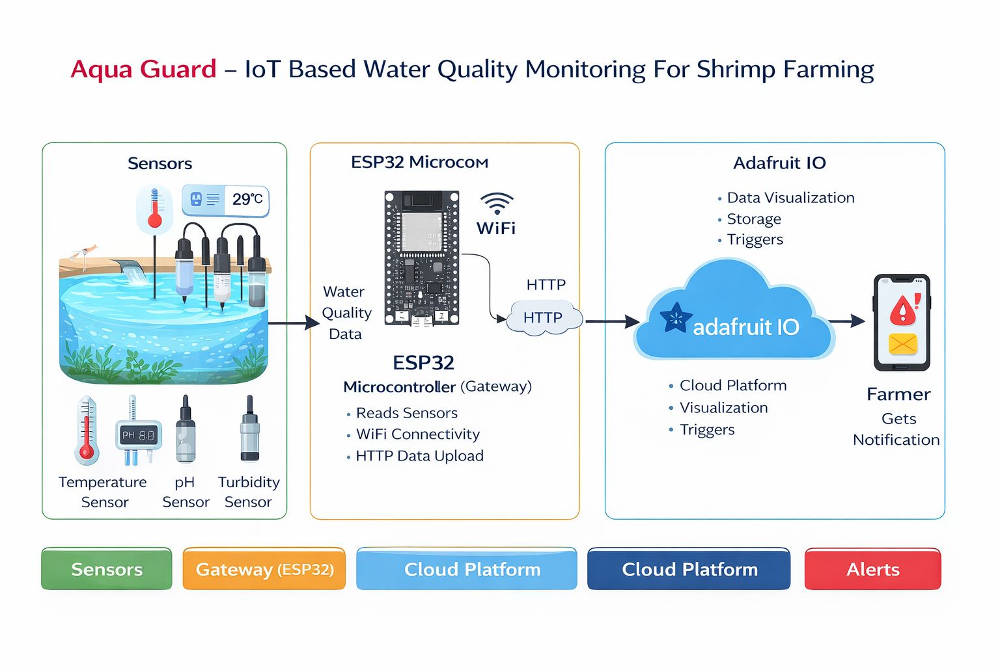 Aqua Guard – IoT Based Water Quality Monitoring For Shrimp Farming
Sensors
29°C
PH 8.0
Temperature
Sensor
pH
Sensor
Turbidity
Sensor
ESP32 Microcom
WiFi
Water
Quality
Data
HTTP
HTTP
ESP32
Microcontroller (Gateway)
• Reads Sensors
• WiFi Connectivity
• HTTP Data Upload
Adafruit IO
• Data Visualization
• Storage
• Triggers
adafruit IO
• Cloud Platform
• Visualization
• Triggers
Farmer
Gets
Notification
Sensors
Gateway (ESP32)
Cloud Platform
Cloud Platform
Alerts